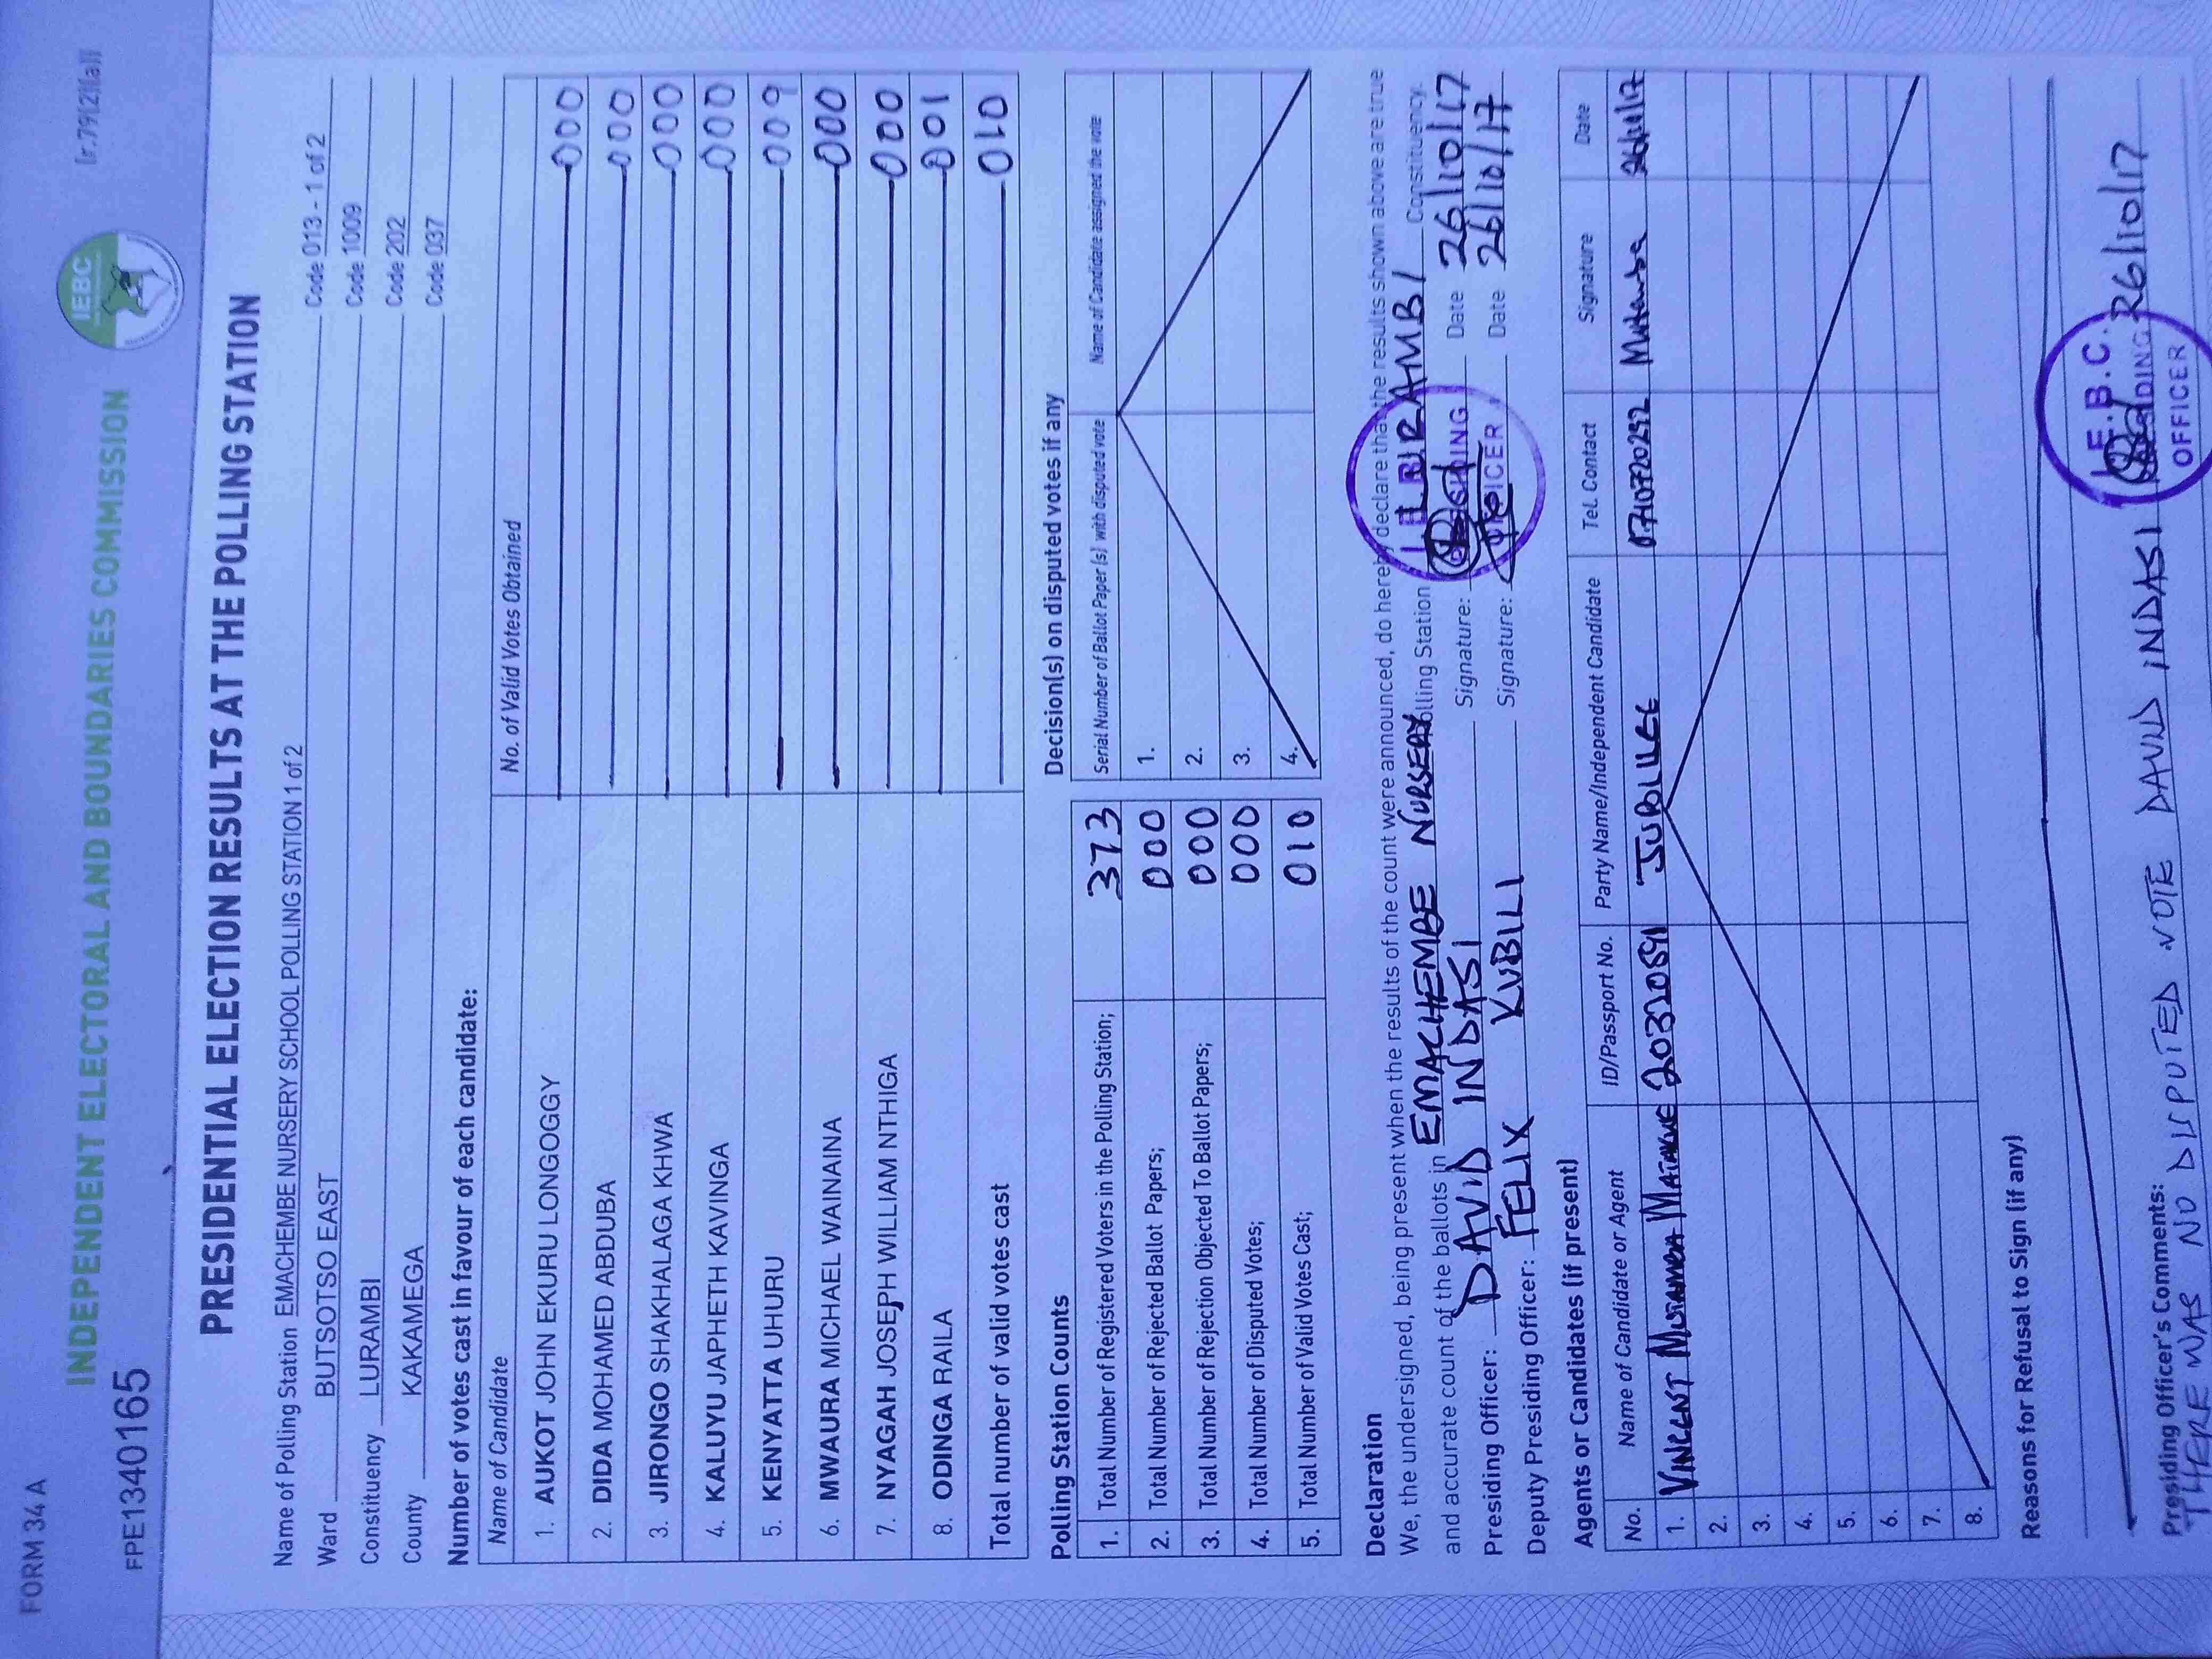 FORM 34 A
INDEPENDENT ELECTORAL AND BOUNDARIES COMMISSION
IEBC
[r.79(2)(a)]
FPE1340165
PRESIDENTIAL ELECTION RESULTS AT THE POLLING STATION
Name of Polling Station EMACHEMBE NURSERY SCHOOL POLLING STATION 1 of 2 Code 013 - 1 of 2
Ward BUTSOTSO EAST Code 1009
Constituency LURAMBI Code 202
County KAKAMEGA Code 037
Number of votes cast in favour of each candidate:
Name of Candidate No. of Valid Votes Obtained
1. AUKOT JOHN EKURU LONGOGGY 000
2. DIDA MOHAMED ABDUBA 000
3. JIRONGO SHAKHALAGA KHWA 000
4. KALUYU JAPHETH KAVINGA 000
5. KENYATTA UHURU 009
6. MWAURA MICHAEL WAINAINA 000
7. NYAGAH JOSEPH WILLIAM NTHIGA 000
8. ODINGA RAILA 001
Total number of valid votes cast 010
Polling Station Counts
1. Total Number of Registered Voters in the Polling Station; 373
2. Total Number of Rejected Ballot Papers; 000
3. Total Number of Rejection Objected To Ballot Papers; 000
4. Total Number of Disputed Votes; 000
5. Total Number of Valid Votes Cast; 010
Decision(s) on disputed votes if any
Serial Number of Ballot Paper (s) with disputed vote Name of Candidate assigned the vote
1.
2.
3.
4.
Declaration
We, the undersigned, being present when the results of the count were announced, do hereby declare that the results shown above are true
and accurate count of the ballots in EMACHEMBE NURSERY Polling Station LURAMBI Constituency.
Presiding Officer: DAVID INDASI Signature: Date 26/10/17
Deputy Presiding Officer: FELIX KUBILI Signature: Date 26/10/17
PRESIDING
OFFICER
Agents or Candidates (if present)
No. Name of Candidate or Agent ID/Passport No. Party Name/Independent Candidate Tel. Contact Signature Date
1. VINCENT JUBILEE 0710720292 26/10/17
2.
3.
4.
5.
6.
7.
8.
Reasons for Refusal to Sign (if any)
Presiding Officer's Comments:
THERE WAS NO DISPUTED VOTE DAVID INDASI 26/10/17
I.E.B.C.
PRESIDING
OFFICER